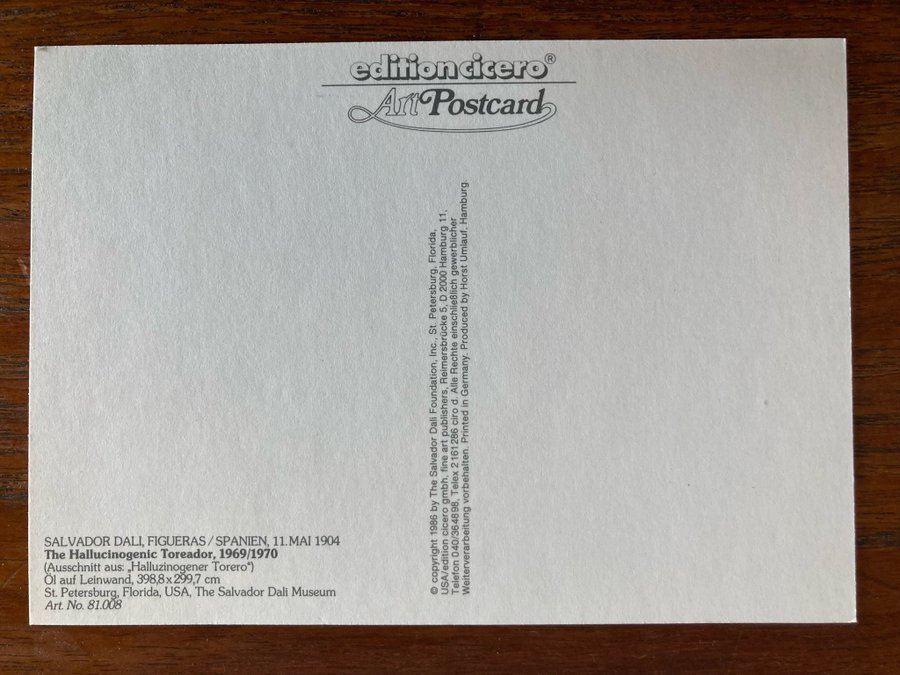 editioncicero®
ArtPostcard
© copyright 1986 by The Salvador Dali Foundation, Inc., St. Petersburg, Florida,
USA/edition cicero gmbh, fine art publishers, Reimersbrücke 5, D 2000 Hamburg 11,
Telefon 040/364898, Telex 2161286 ciro d. Alle Rechte einschließlich gewerblicher
Weiterverarbeitung vorbehalten. Printed in Germany. Produced by Horst Umlauf, Hamburg.
SALVADOR DALI, FIGUERAS / SPANIEN, 11. MAI 1904
The Hallucinogenic Toreador, 1969/1970
(Ausschnitt aus: „Halluzinogener Torero")
Öl auf Leinwand, 398,8 x 299,7 cm
St. Petersburg, Florida, USA, The Salvador Dali Museum
Art. No. 81.008